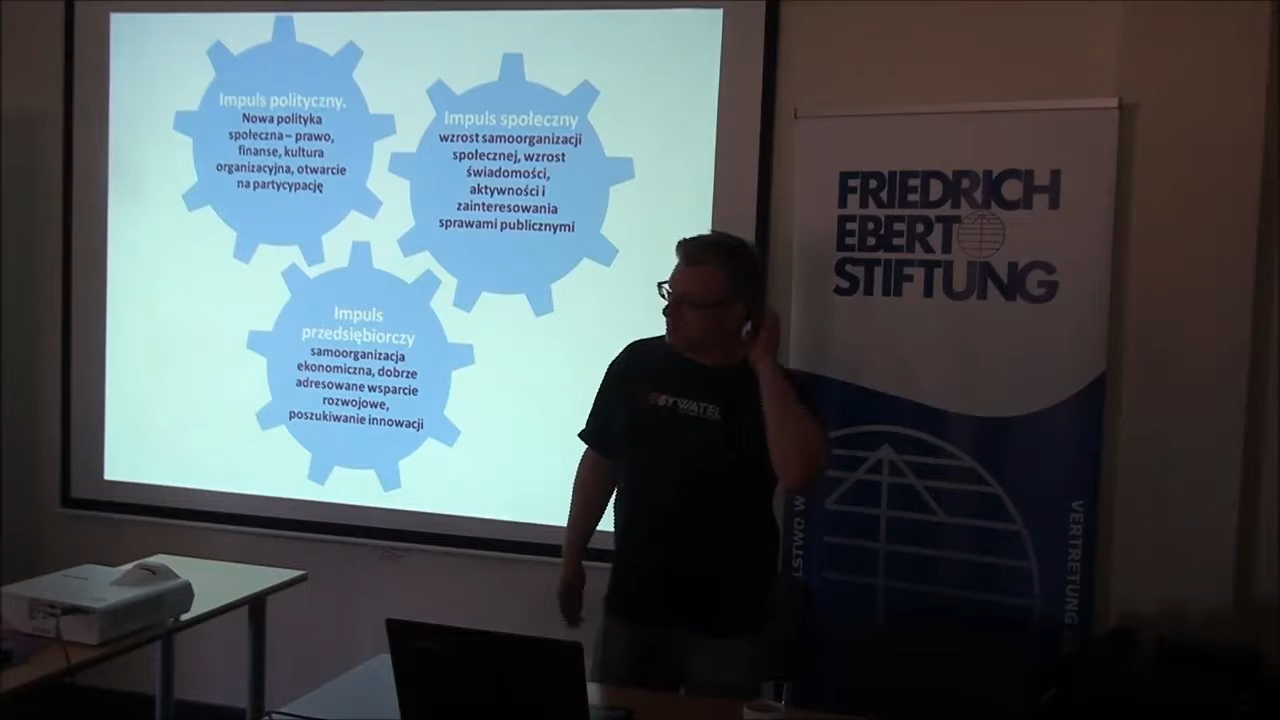 Impuls polityczny.
Nowa polityka
społeczna – prawo,
finanse, kultura
organizacyjna, otwarcie
na partycypację
Impuls społeczny
wzrost samoorganizacji
społecznej, wzrost
świadomości,
aktywności i
zainteresowania
sprawami publicznymi
Impuls
przedsiębiorczy
samoorganizacja
ekonomiczna, dobrze
adresowane wsparcie
rozwojowe,
poszukiwanie innowacji
FRIEDRICH
EBERT
STIFTUNG
VERTRETUNG